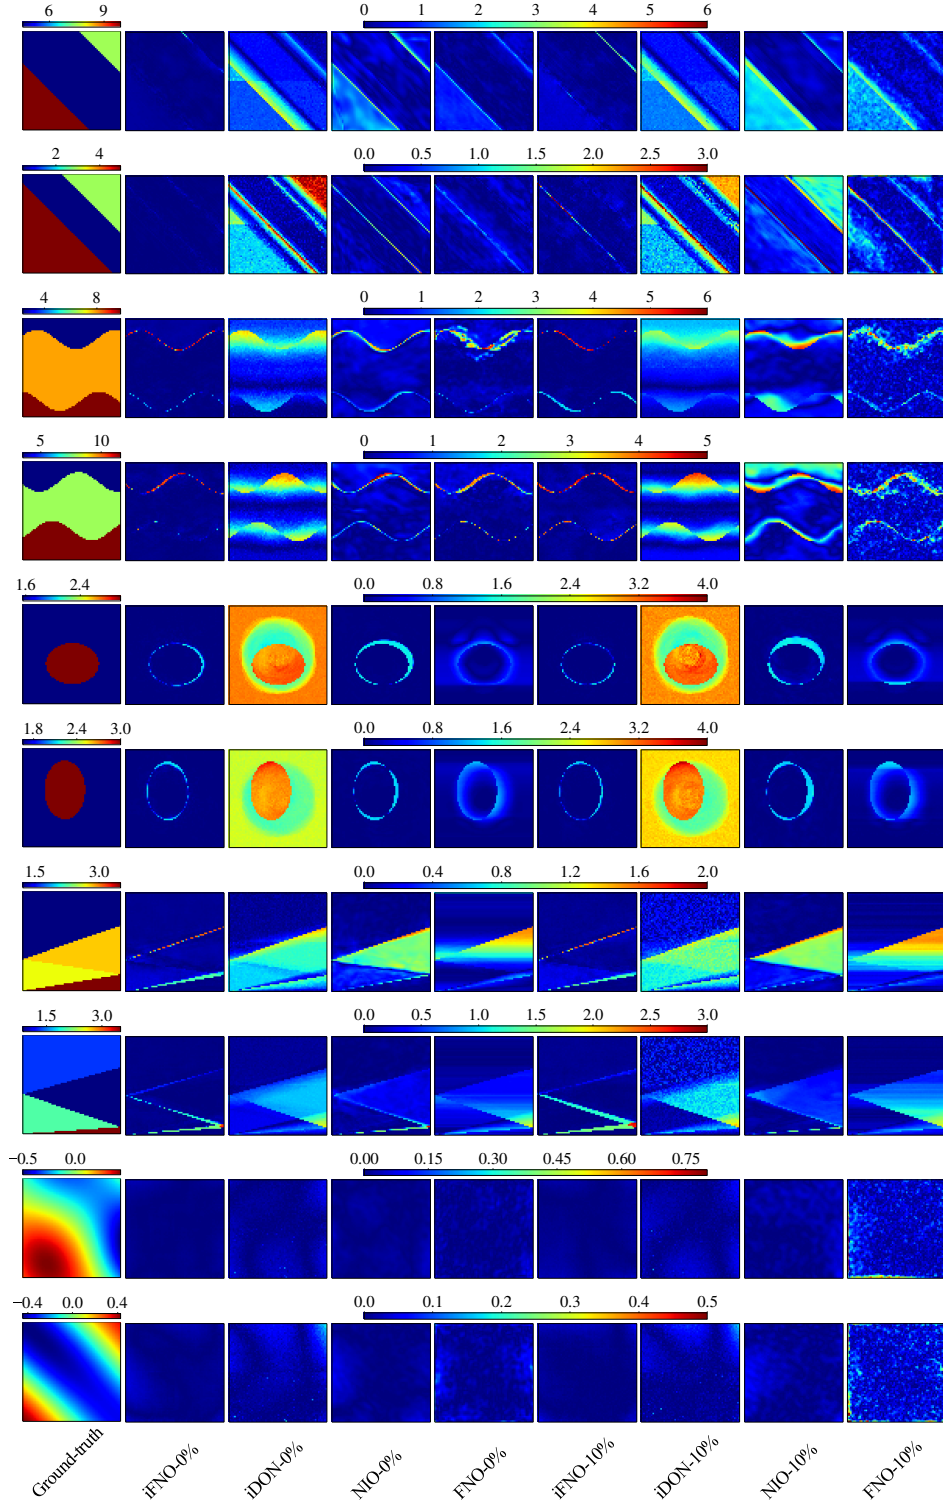 6 9 0 1 2 3 4 5 6
2 4 0.0 0.5 1.0 1.5 2.0 2.5 3.0
4 8 0 1 2 3 4 5 6
5 10 0 1 2 3 4 5
1.6 2.4 0.0 0.8 1.6 2.4 3.2 4.0
1.8 2.4 3.0 0.0 0.8 1.6 2.4 3.2 4.0
1.5 3.0 0.0 0.4 0.8 1.2 1.6 2.0
1.5 3.0 0.0 0.5 1.0 1.5 2.0 2.5 3.0
−0.5 0.0 0.00 0.15 0.30 0.45 0.60 0.75
−0.4 0.0 0.4 0.0 0.1 0.2 0.3 0.4 0.5
Ground-truth
iFNO-0%
iDON-0%
NIO-0%
FNO-0%
iFNO-10%
iDON-10%
NIO-10%
FNO-10%